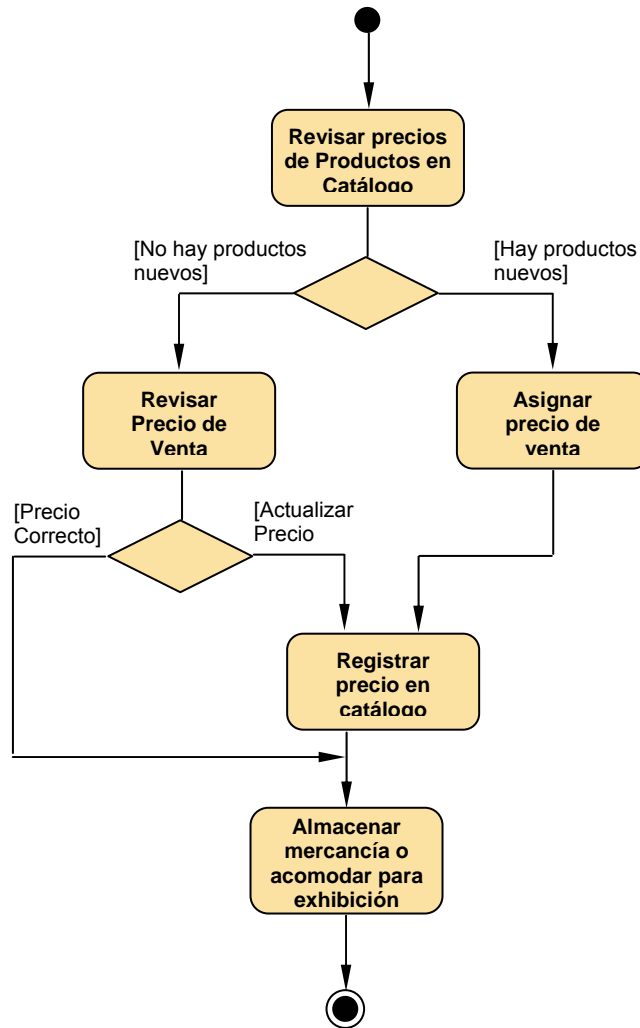 Revisar precios
de Productos en
Catálogo
[No hay productos
nuevos]
[Hay productos
nuevos]
Revisar
Precio de
Venta
Asignar
precio de
venta
[Precio
Correcto]
[Actualizar
Precio
Registrar
precio en
catálogo
Almacenar
mercancía o
acomodar para
exhibición